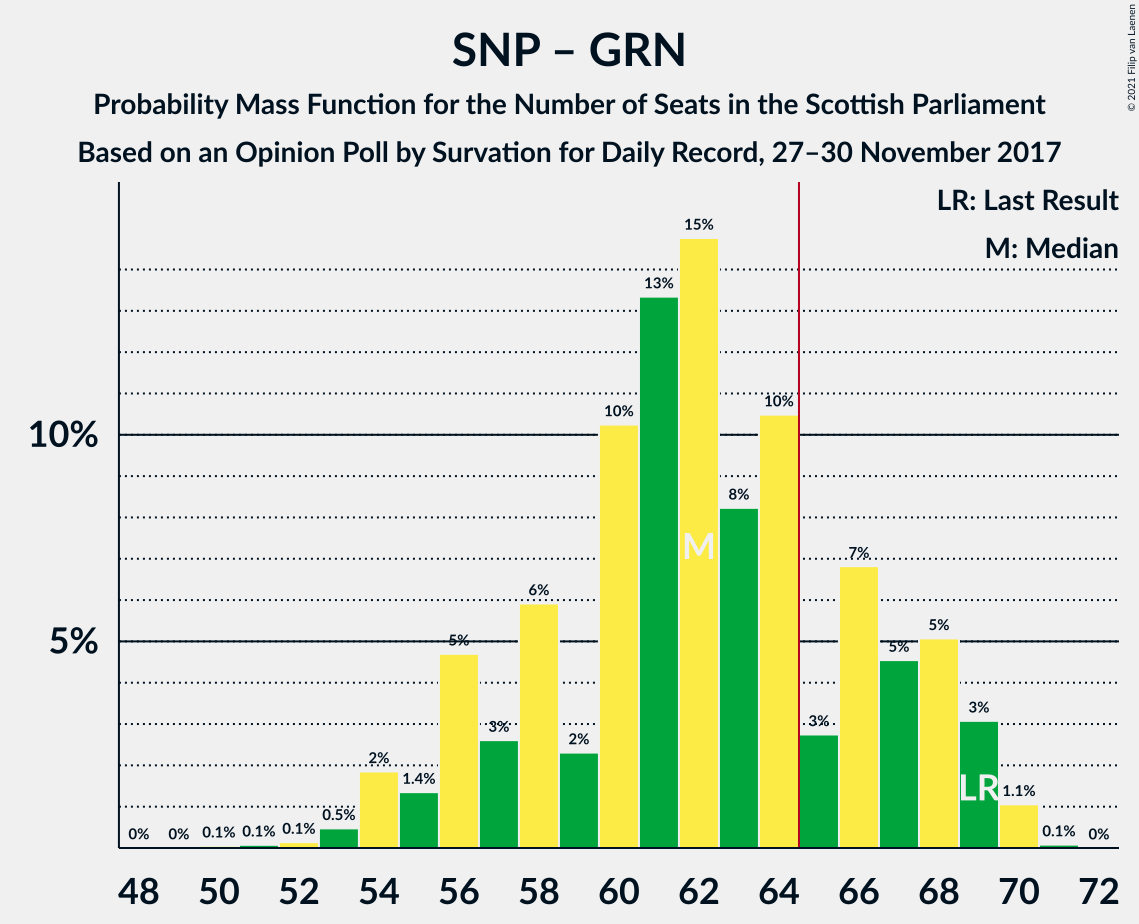 © 2021 Filip van Laenen
SNP – GRN
Probability Mass Function for the Number of Seats in the Scottish Parliament
Based on an Opinion Poll by Survation for Daily Record, 27–30 November 2017
LR: Last Result
M: Median
10%
5%
0% 0% 0.1% 0.1% 0.1% 0.5% 2% 1.4% 5% 3% 6% 2% 10% 13% 15% 8% 10% 3% 7% 5% 5% 3% 1.1% 0.1% 0%
M
LR
48 50 52 54 56 58 60 62 64 66 68 70 72